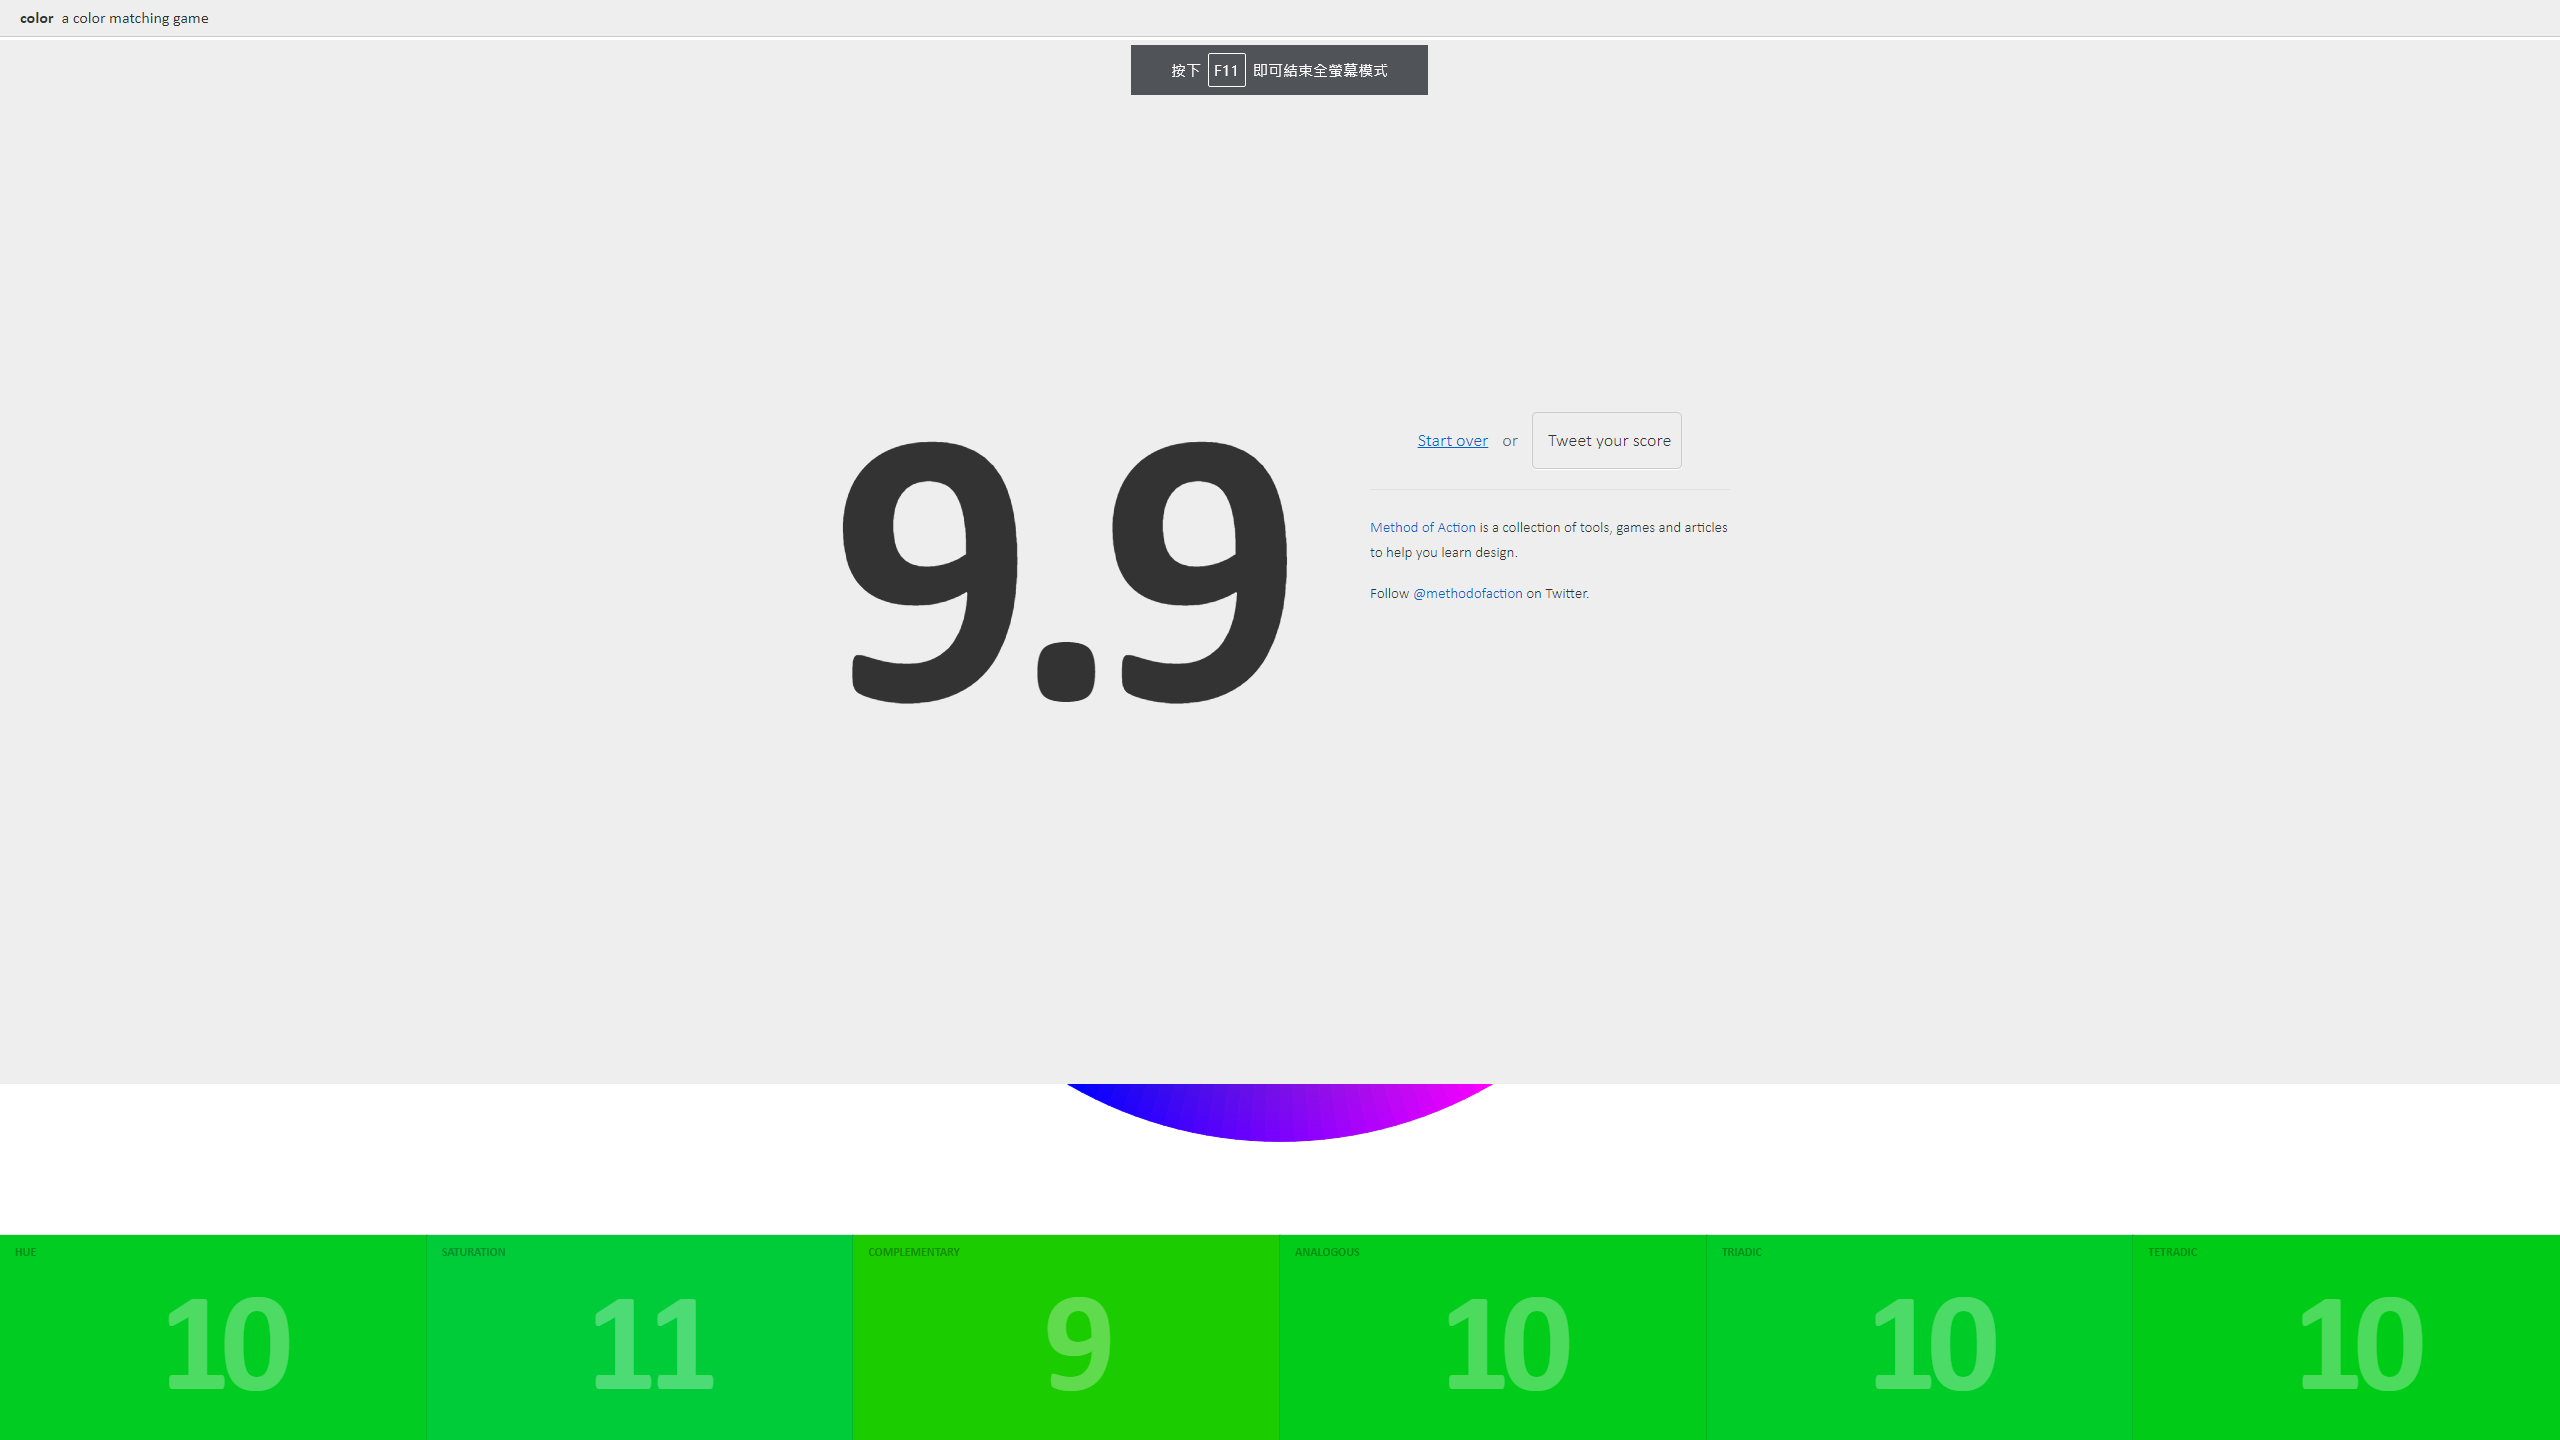 color a color matching game
按下 F11 即可結束全螢幕模式
9.9
Start over or Tweet your score
Method of Action is a collection of tools, games and articles
to help you learn design.
Follow @methodofaction on Twitter.
HUE
10
SATURATION
11
COMPLEMENTARY
9
ANALOGOUS
10
TRIADIC
10
TETRADIC
10